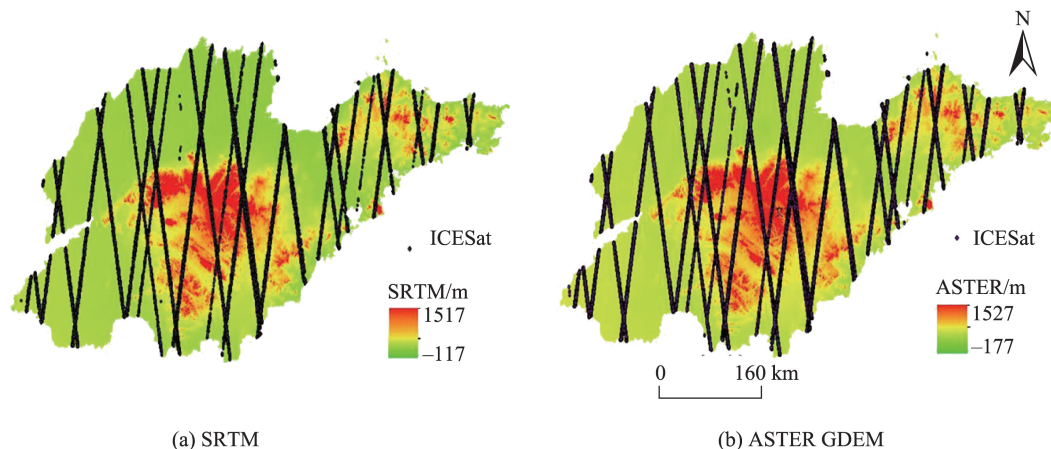 N
ICESat
SRTM/m
1517
–117
ICESat
ASTER/m
1527
–177
0 160 km
(a) SRTM
(b) ASTER GDEM